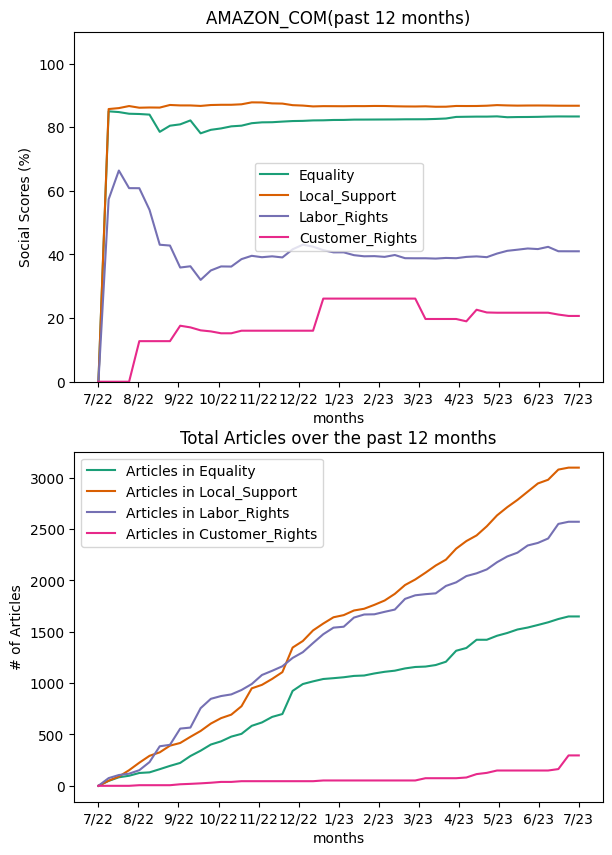 AMAZON_COM(past 12 months)
100
80
60
40
20
0
Social Scores (%)
Equality
Local_Support
Labor_Rights
Customer_Rights
7/22 8/22 9/22 10/22 11/22 12/22 1/23 2/23 3/23 4/23 5/23 6/23 7/23
months
Total Articles over the past 12 months
3000
2500
2000
1500
1000
500
0
# of Articles
Articles in Equality
Articles in Local_Support
Articles in Labor_Rights
Articles in Customer_Rights
7/22 8/22 9/22 10/22 11/22 12/22 1/23 2/23 3/23 4/23 5/23 6/23 7/23
months